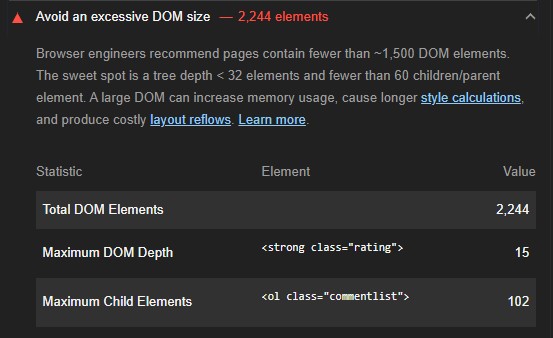 Avoid an excessive DOM size — 2,244 elements
Browser engineers recommend pages contain fewer than ~1,500 DOM elements.
The sweet spot is a tree depth < 32 elements and fewer than 60 children/parent
element. A large DOM can increase memory usage, cause longer style calculations,
and produce costly layout reflows. Learn more.
Statistic Element Value
Total DOM Elements 2,244
Maximum DOM Depth <strong class="rating"> 15
Maximum Child Elements <ol class="commentlist"> 102